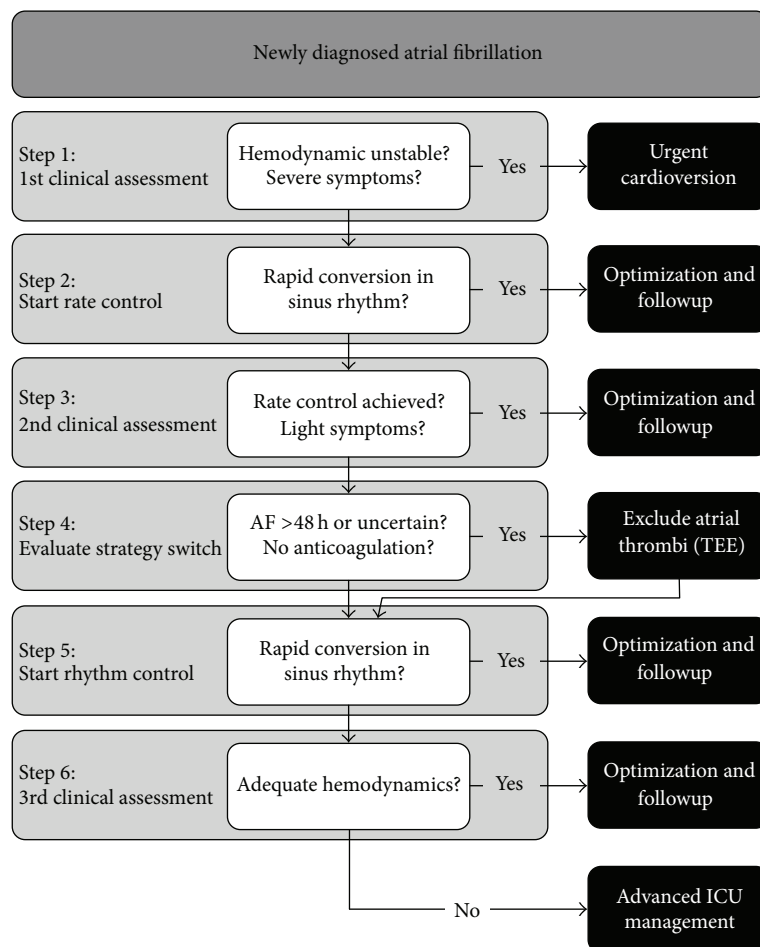 Newly diagnosed atrial fibrillation
Step 1:
1st clinical assessment
Hemodynamic unstable?
Severe symptoms?
Yes
Urgent
cardioversion
Step 2:
Start rate control
Rapid conversion in
sinus rhythm?
Yes
Optimization and
followup
Step 3:
2nd clinical assessment
Rate control achieved?
Light symptoms?
Yes
Optimization and
followup
Step 4:
Evaluate strategy switch
AF >48 h or uncertain?
No anticoagulation?
Yes
Exclude atrial
thrombi (TEE)
Step 5:
Start rhythm control
Rapid conversion in
sinus rhythm?
Yes
Optimization and
followup
Step 6:
3rd clinical assessment
Adequate hemodynamics?
Yes
Optimization and
followup
No
Advanced ICU
management